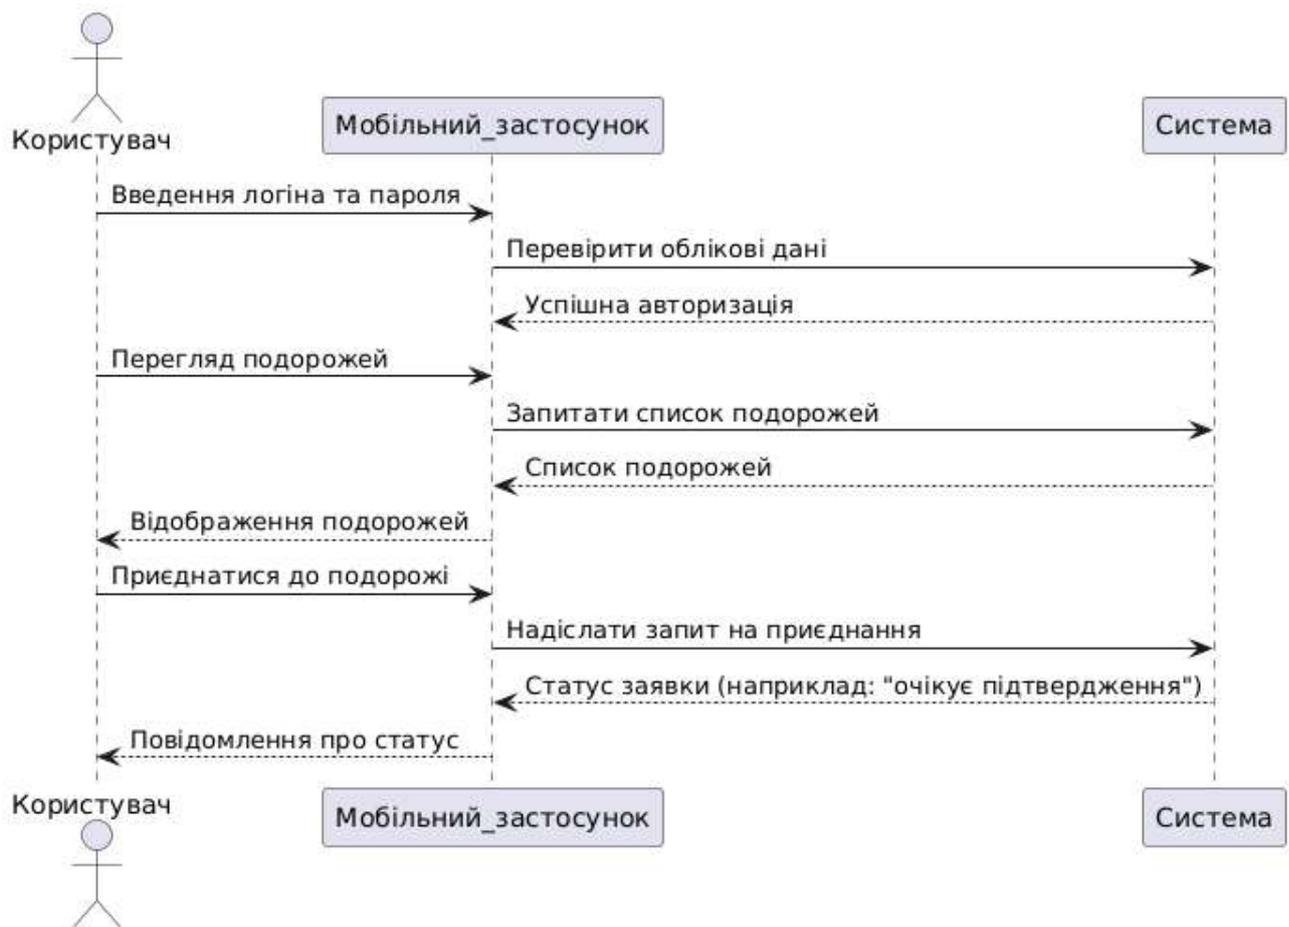 Користувач
Мобільний_застосунок
Система
Введення логіна та пароля
Перевірити облікові дані
Успішна авторизація
Перегляд подорожей
Запитати список подорожей
Список подорожей
Відображення подорожей
Приєднатися до подорожі
Надіслати запит на приєднання
Статус заявки (наприклад: "очікує підтвердження")
Повідомлення про статус
Користувач
Мобільний_застосунок
Система